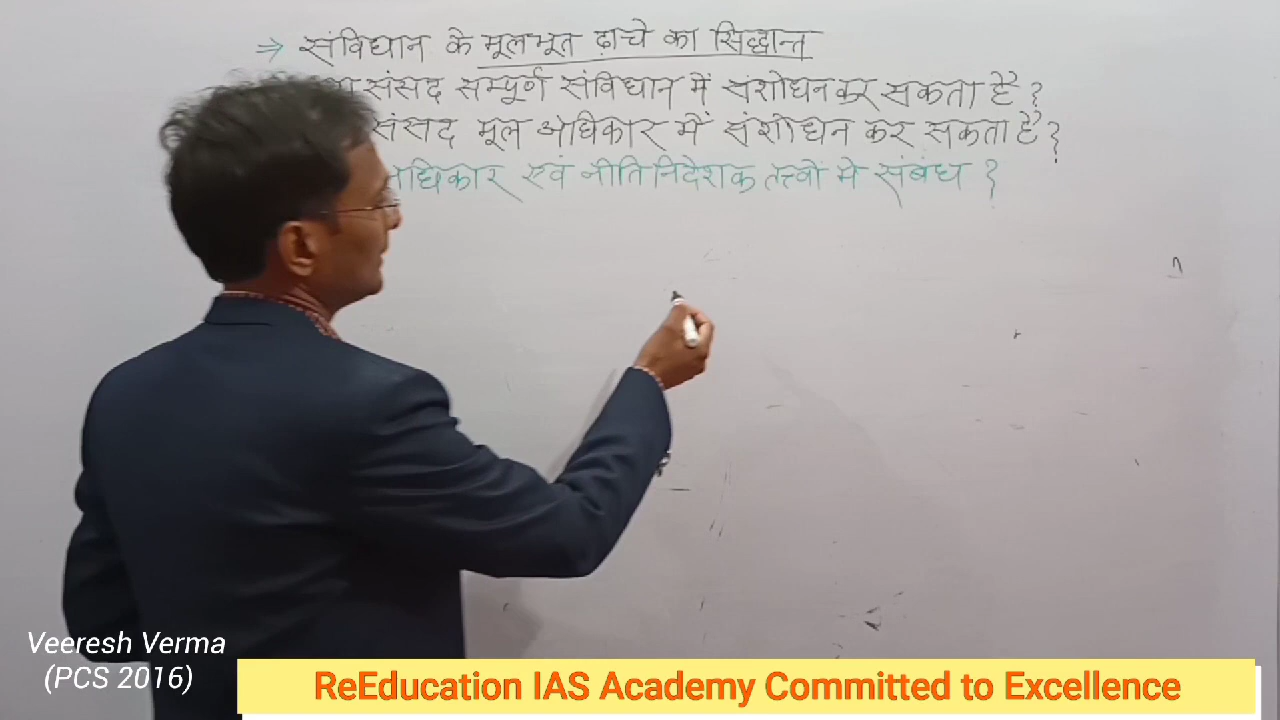 ⇒ संविधान के मूलभूत ढ़ाचे का सिद्धान्त
संसद सम्पूर्ण संविधान में संशोधन कर सकता है ?
संसद मूल अधिकार में संशोधन कर सकता है ?
एवं नीति निदेशक तत्त्वो मे संबंध ?
Veeresh Verma
(PCS 2016)
ReEducation IAS Academy Committed to Excellence